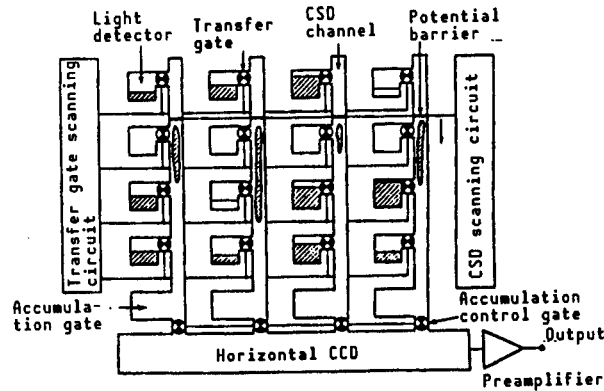 Light
detector
Transfer
gate
CSD
channel
Potential
barrier
Transfer gate scanning
circuit
CSD scanning circuit
Accumula-
tion gate
Accumulation
control gate
Horizontal CCD
Output
Preamplifier